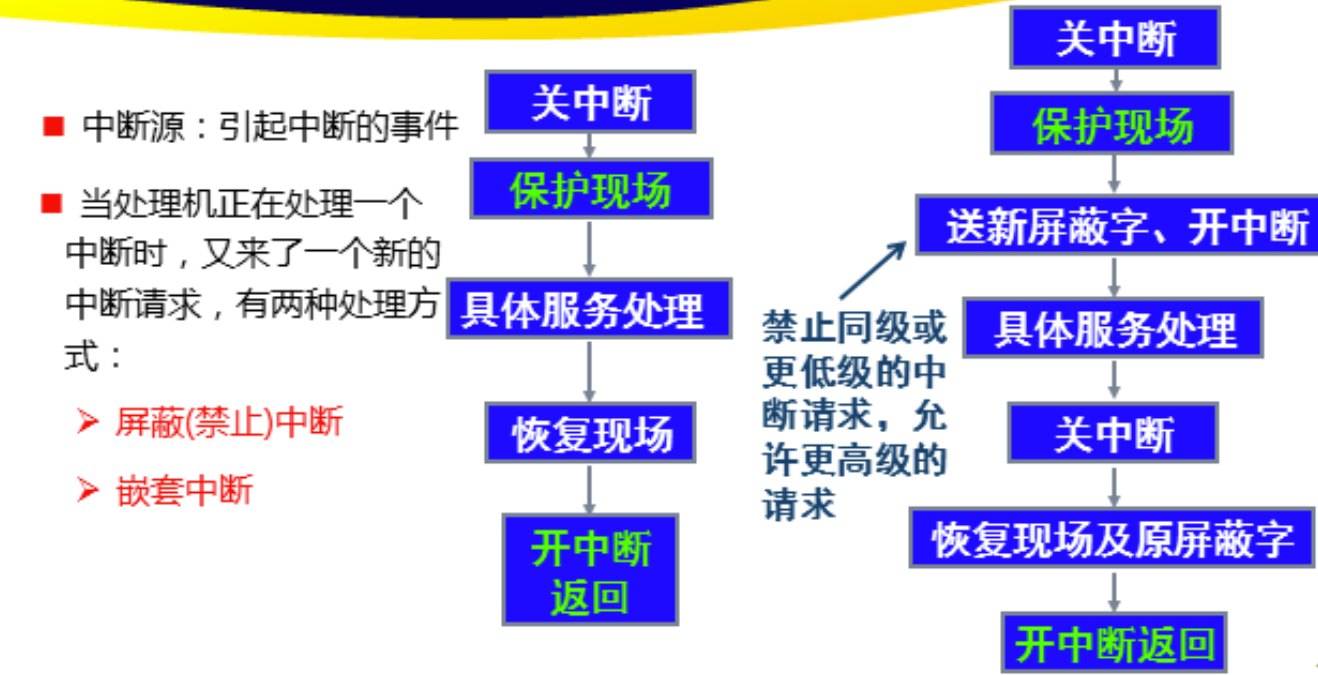 中断源：引起中断的事件
当处理机正在处理一个
中断时，又来了一个新的
中断请求，有两种处理方
式：
屏蔽(禁止)中断
嵌套中断
关中断
保护现场
具体服务处理
恢复现场
开中断
返回
关中断
保护现场
送新屏蔽字、开中断
禁止同级或
更低级的中
断请求，允
许更高级的
请求
具体服务处理
关中断
恢复现场及原屏蔽字
开中断返回